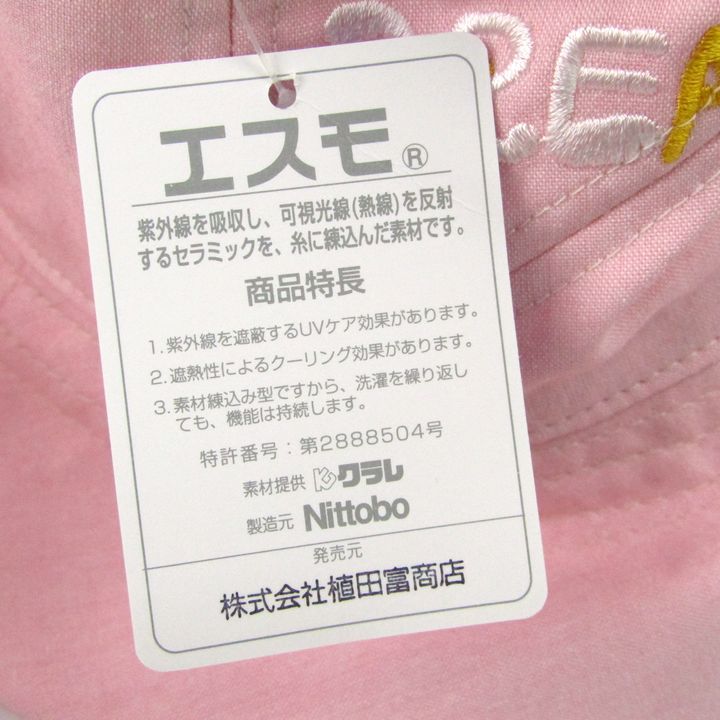 エスモ®
紫外線を吸収し、可視光線(熱線)を反射
するセラミックを、糸に練込んだ素材です。
商品特長
1. 紫外線を遮蔽するUVケア効果があります。
2. 遮熱性によるクーリング効果があります。
3. 素材練込み型ですから、洗濯を繰り返し
ても、機能は持続します。
特許番号：第2888504号
素材提供 クラレ
製造元 Nittobo
発売元
株式会社植田富商店